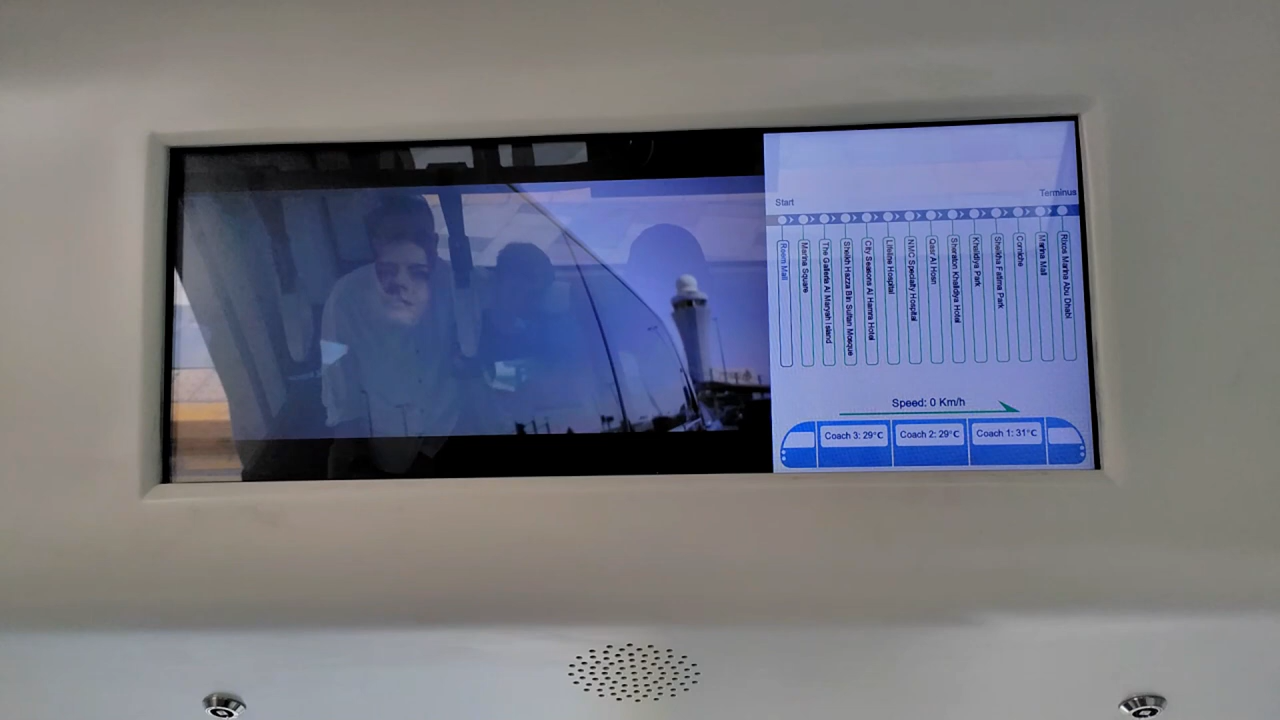 Start
Terminus
Reem Mall
Marina Square
The Galleria Al Maryah Island
Sheikh Hazza Bin Sultan Mosque
City Seasons Al Hamra Hotel
Lifeline Hospital
NMC Specialty Hospital
Qasr Al Hosn
Sheraton Khalidiya Hotel
Khalidiya Park
Sheikha Fatima Park
Corniche
Marina Mall
Rixos Marina Abu Dhabi
Speed: 0 Km/h
Coach 3: 29°C
Coach 2: 29°C
Coach 1: 31°C